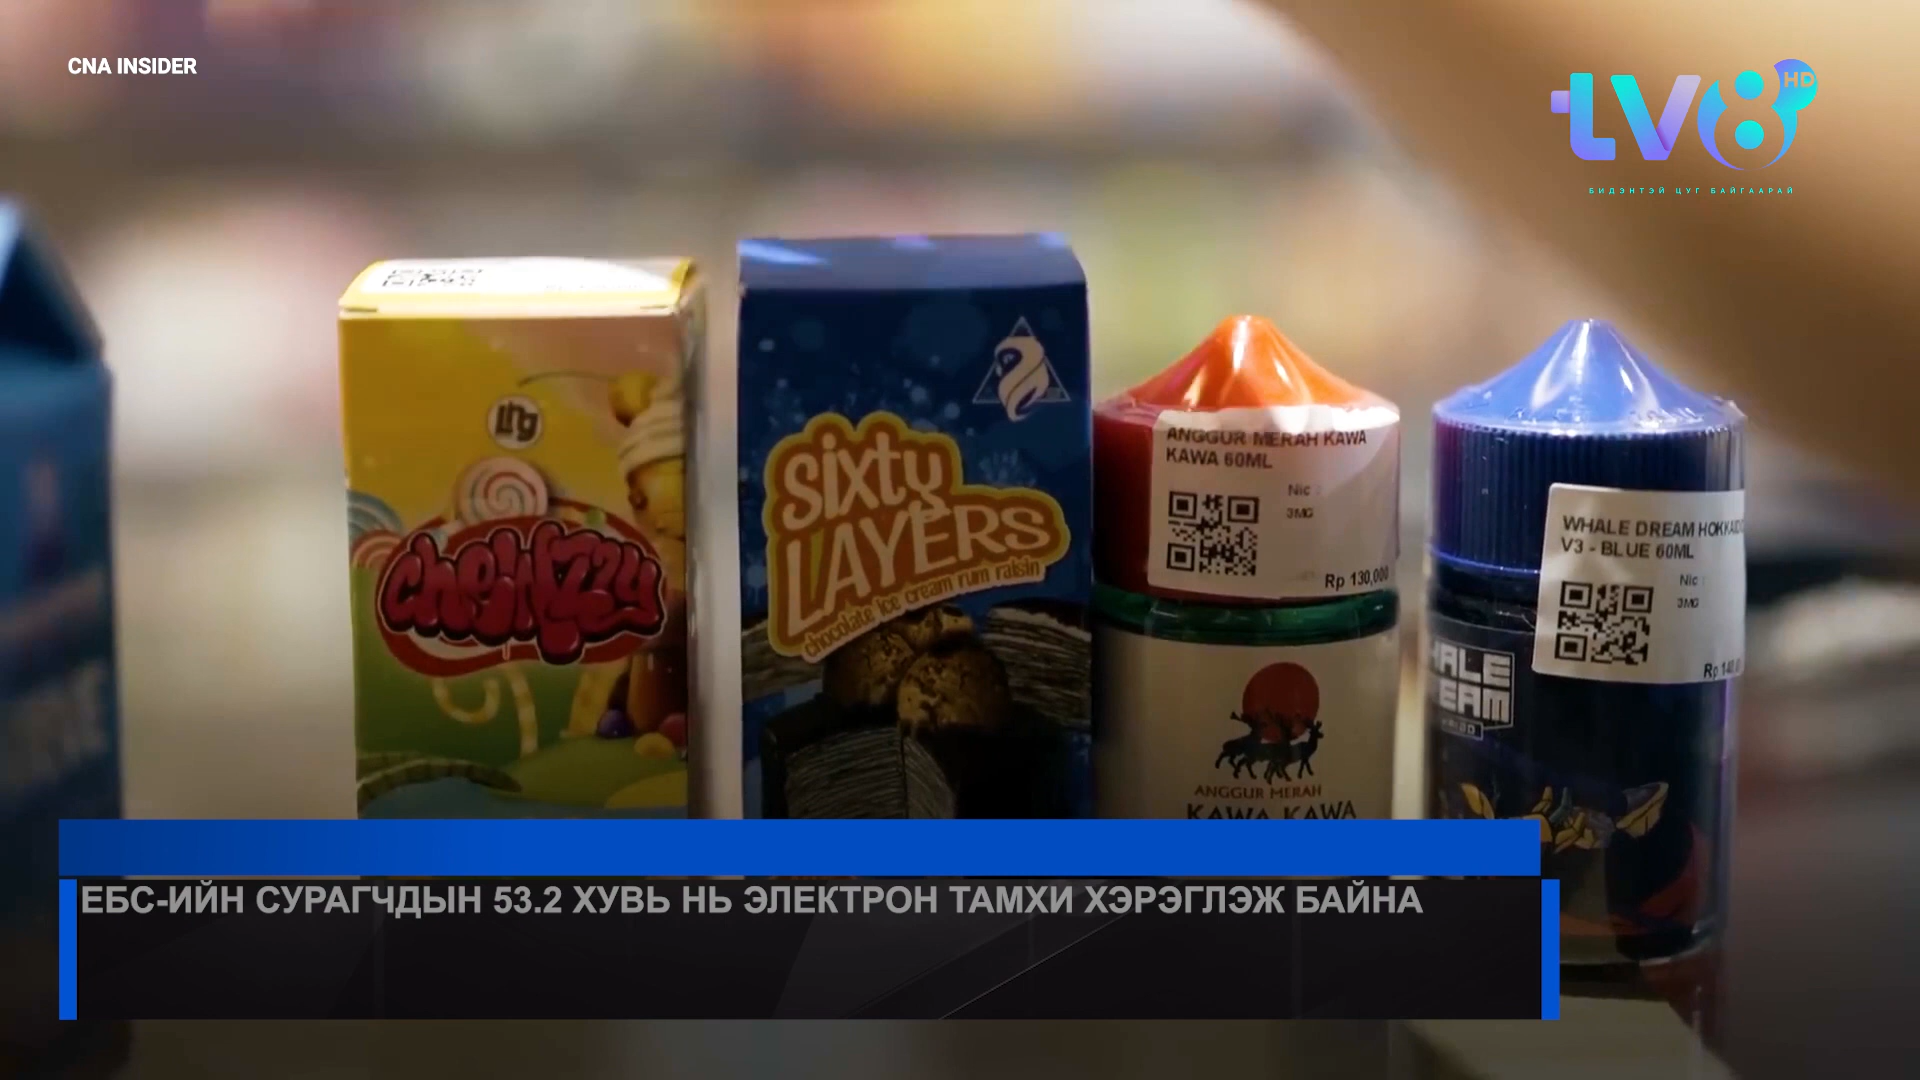 CNA INSIDER
tv8 HD
БИДЭНТЭЙ ЦУГ БАЙГААРАЙ
lng
chewzzy
sixty
LAYERS
chocolate ice cream rum raisin
ANGGUR MERAH KAWA
KAWA 60ML
Nic :
3MG
Rp 130,000
ANGGUR MERAH
KAWA KAWA
WHALE DREAM
V3 - BLUE 60ML
Nic :
3MG
ЕБС-ИЙН СУРАГЧДЫН 53.2 ХУВЬ НЬ ЭЛЕКТРОН ТАМХИ ХЭРЭГЛЭЖ БАЙНА